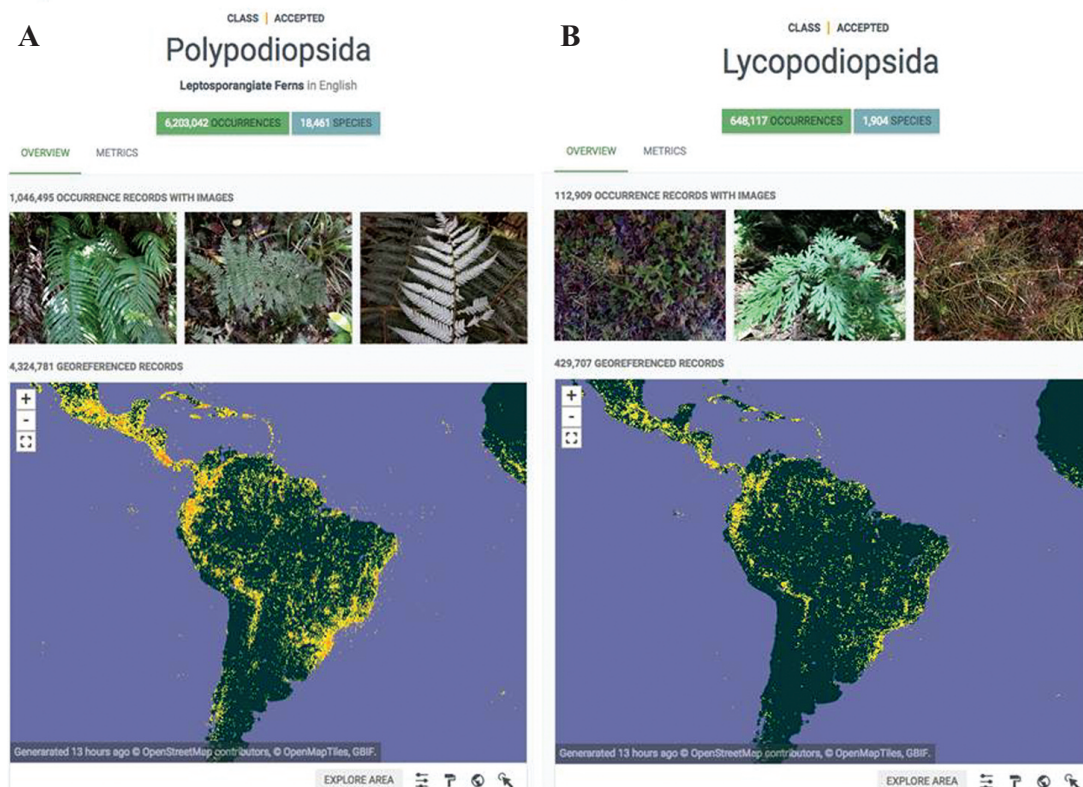 A
CLASS | ACCEPTED
Polypodiopsida
Leptosporangiate Ferns in English
6,203,042 OCCURRENCES 18,461 SPECIES
OVERVIEW METRICS
1,046,495 OCCURRENCE RECORDS WITH IMAGES
4,324,781 GEOREFERENCED RECORDS
+
-
Generarated 13 hours ago © OpenStreetMap contributors, © OpenMapTiles, GBIF.
EXPLORE AREA
B
CLASS | ACCEPTED
Lycopodiopsida
648,117 OCCURRENCES 1,904 SPECIES
OVERVIEW METRICS
112,909 OCCURRENCE RECORDS WITH IMAGES
429,707 GEOREFERENCED RECORDS
+
-
Generarated 13 hours ago © OpenStreetMap contributors, © OpenMapTiles, GBIF.
EXPLORE AREA